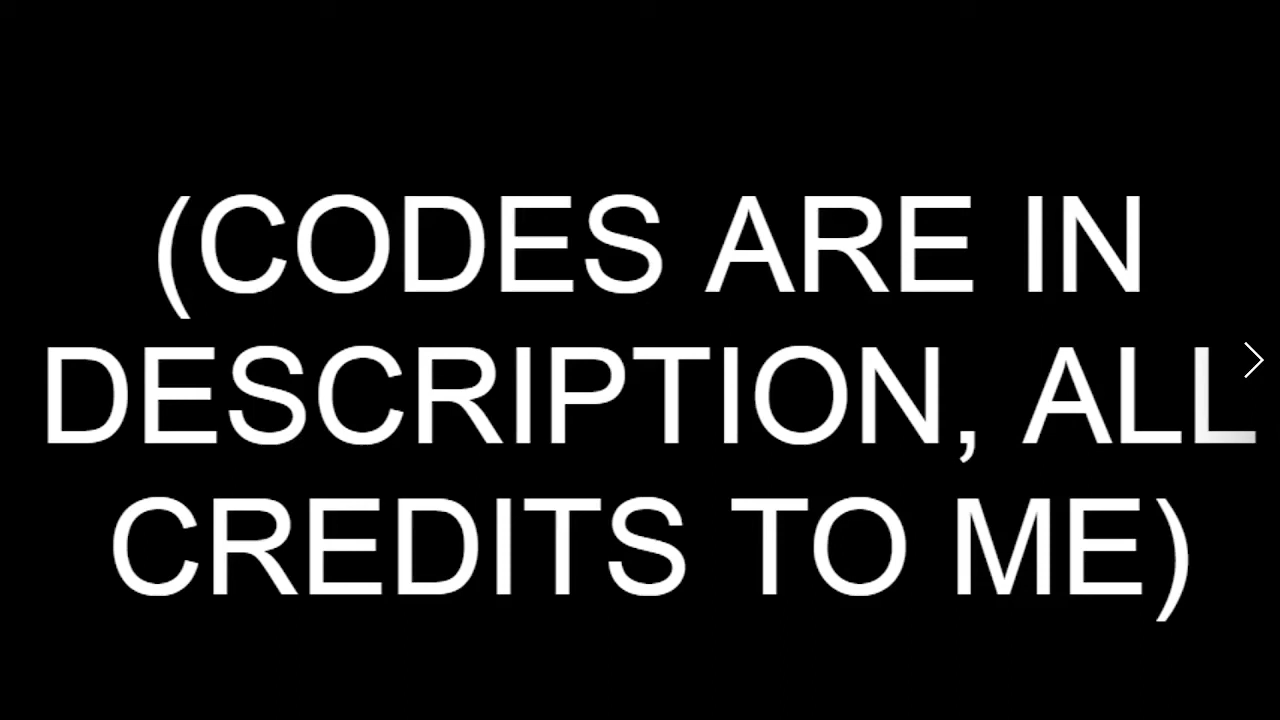 (CODES ARE IN
DESCRIPTION, ALL
CREDITS TO ME)